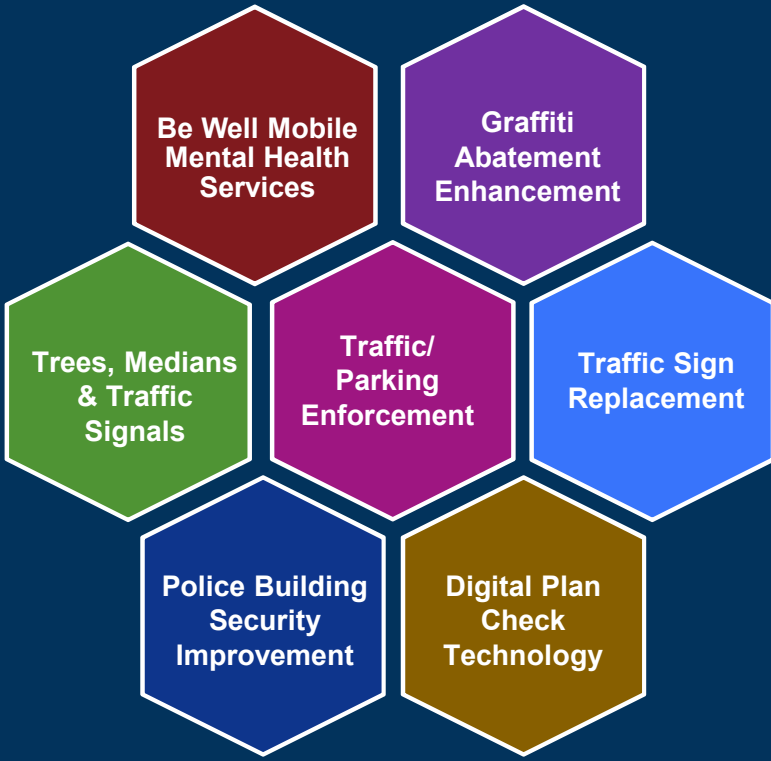 Be Well Mobile
Mental Health
Services
Graffiti
Abatement
Enhancement
Trees, Medians
& Traffic
Signals
Traffic/
Parking
Enforcement
Traffic Sign
Replacement
Police Building
Security
Improvement
Digital Plan
Check
Technology